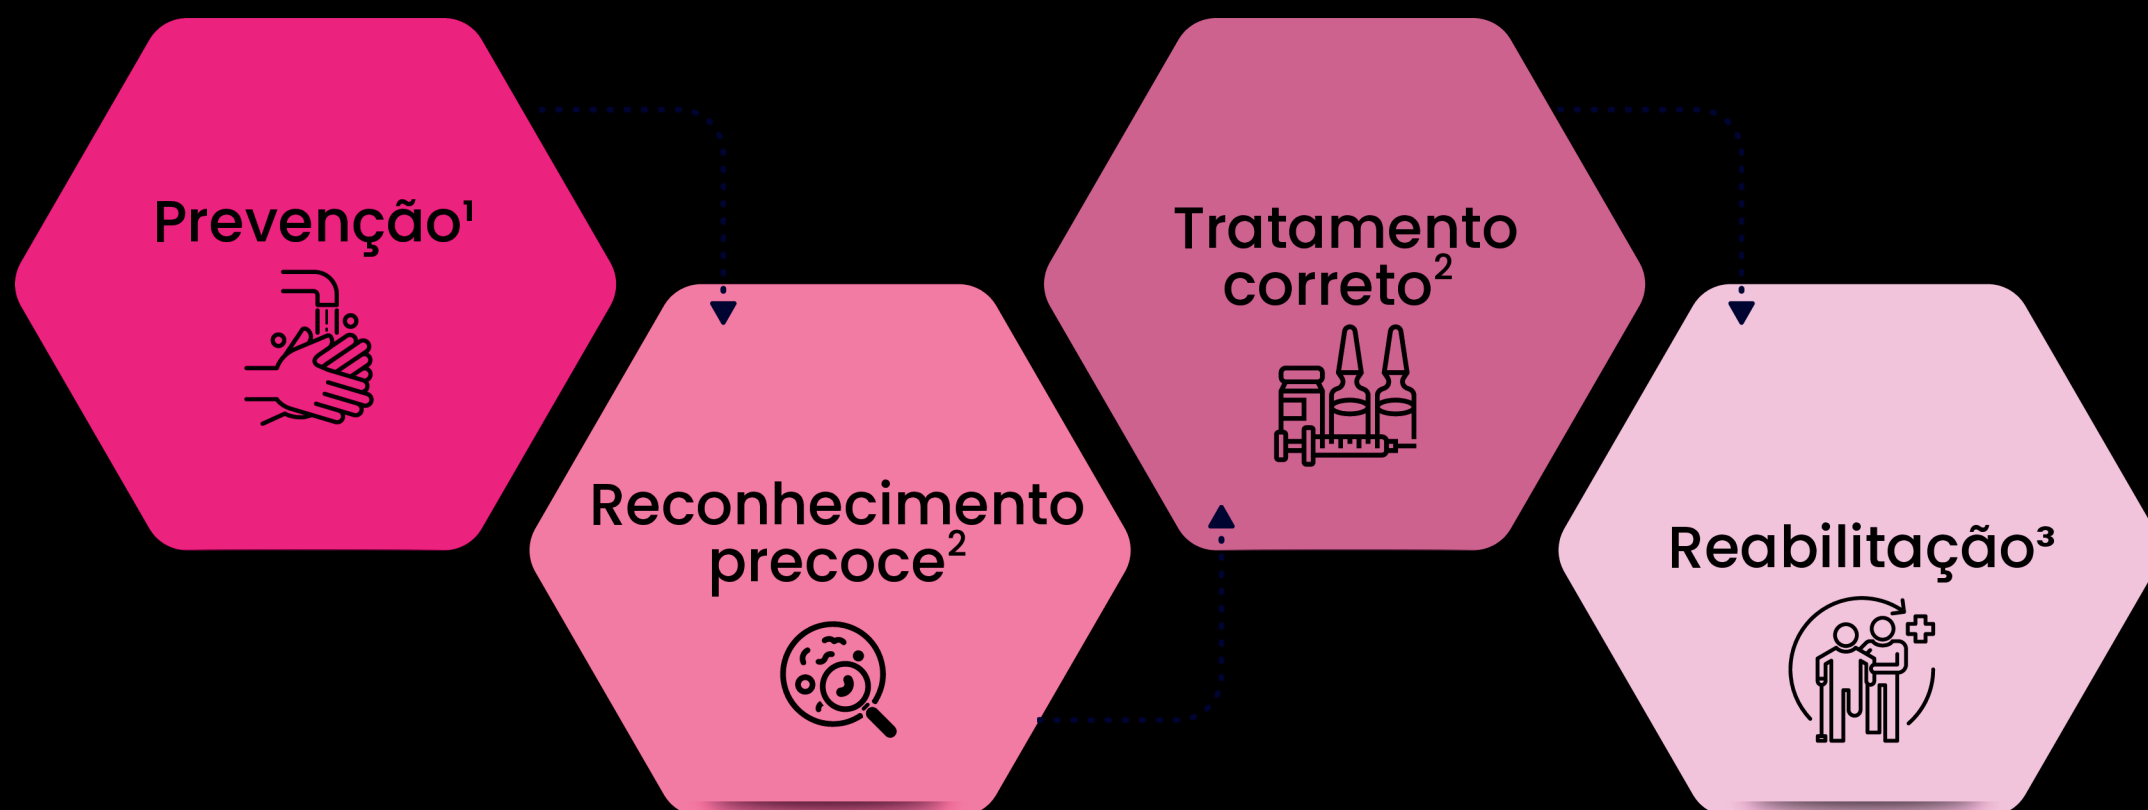 Prevenção¹
Reconhecimento
precoce²
Tratamento
correto²
Reabilitação³